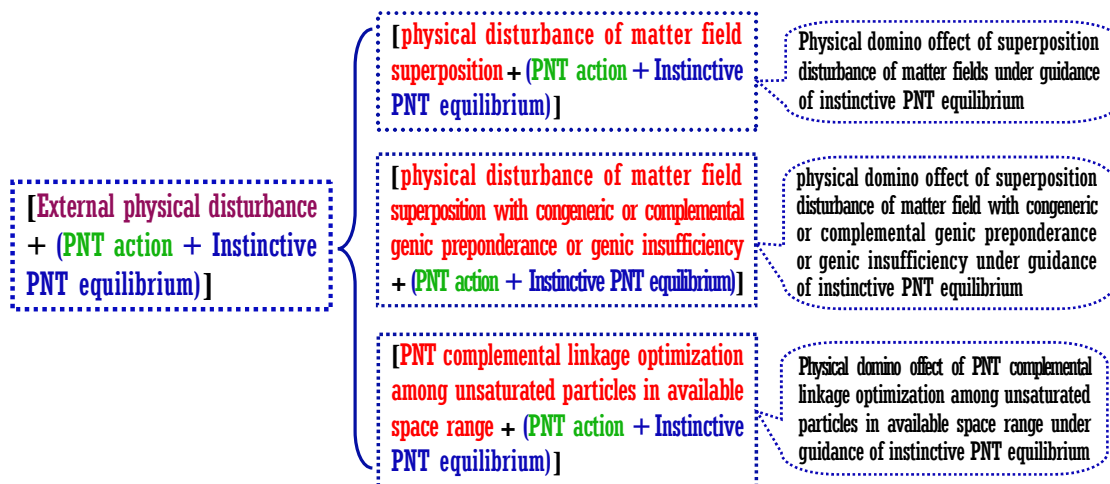 [External physical disturbance
+ (PNT action + Instinctive
PNT equilibrium)]
[physical disturbance of matter field
superposition + (PNT action + Instinctive
PNT equilibrium)]
Physical domino offect of superposition
disturbance of matter fields under guidance
of instinctive PNT equilibrium
[physical disturbance of matter field
superposition with congeneric or complemental
genic preponderance or genic insufficiency
+ (PNT action + Instinctive PNT equilibrium)]
physical domino effect of superposition
disturbance of matter field with congeneric
or complemental genic preponderance
or genic insufficiency under guidance
of instinctive PNT equilibrium
[PNT complemental linkage optimization
among unsaturated particles in available
space range + (PNT action + Instinctive
PNT equilibrium)]
Physical domino offect of PNT complemental
linkage optimization among unsaturated
particles in available space range under
guidance of instinctive PNT equilibrium